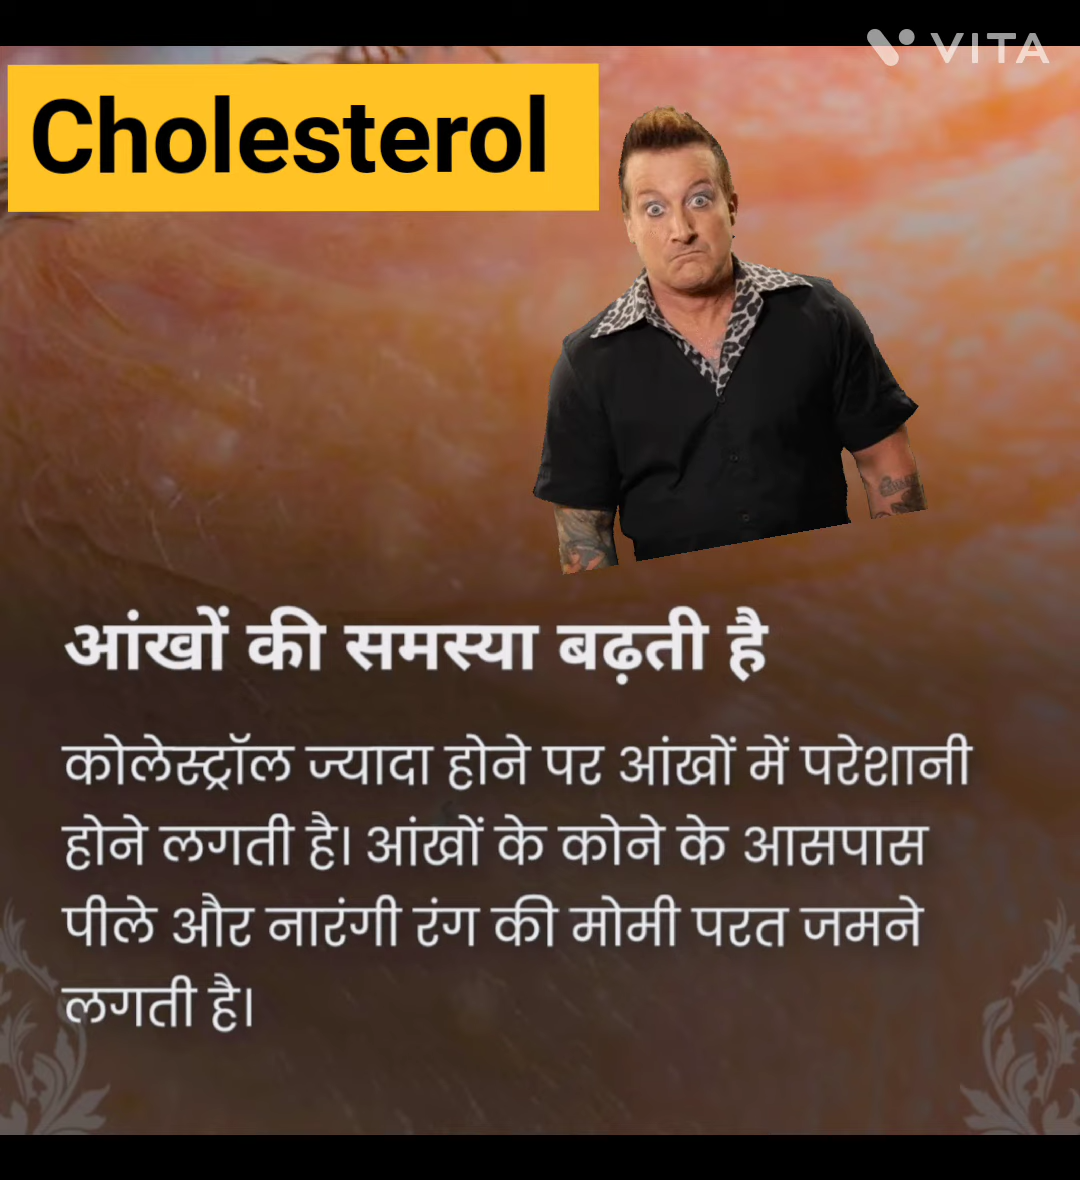 VITA
Cholesterol
आंखों की समस्या बढ़ती है
कोलेस्ट्रॉल ज्यादा होने पर आंखों में परेशानी
होने लगती है। आंखों के कोने के आसपास
पीले और नारंगी रंग की मोमी परत जमने
लगती है।